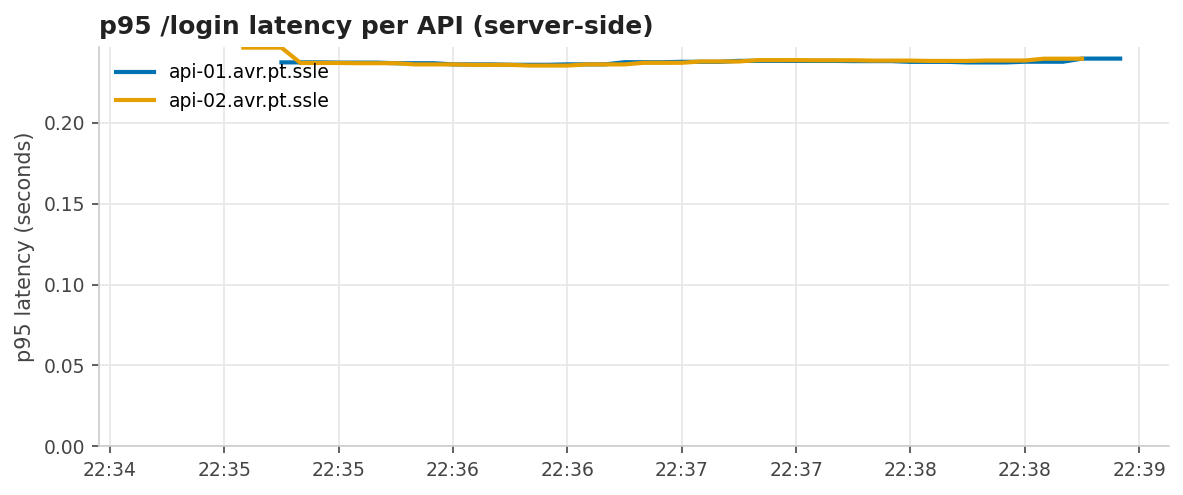 p95 /login latency per API (server-side)
api-01.avr.pt.ssle
api-02.avr.pt.ssle
p95 latency (seconds)
0.20
0.15
0.10
0.05
0.00
22:34 22:35 22:35 22:36 22:36 22:37 22:37 22:38 22:38 22:39